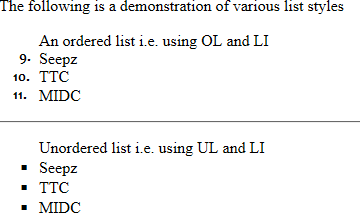 The following is a demonstration of various list styles
An ordered list i.e. using OL and LI
9. Seepz
10. TTC
11. MIDC
Unordered list i.e. using UL and LI
▪ Seepz
▪ TTC
▪ MIDC